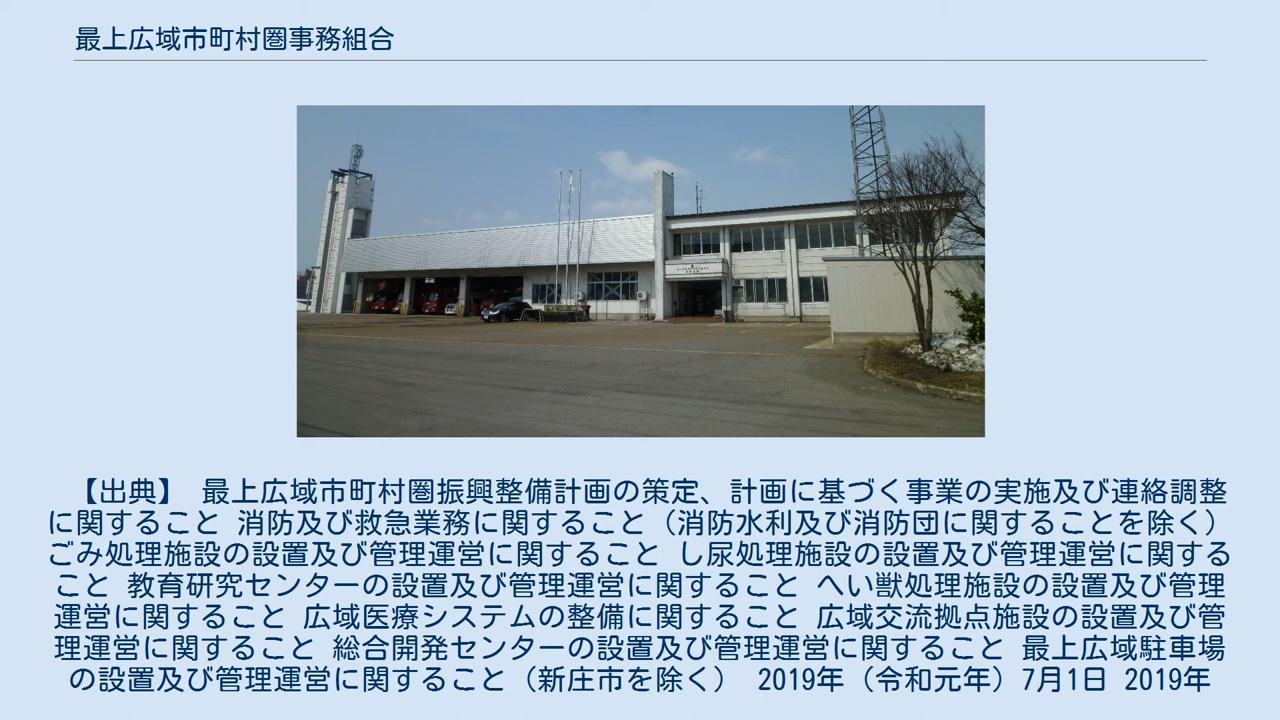 最上広域市町村圏事務組合
【出典】 最上広域市町村圏振興整備計画の策定、計画に基づく事業の実施及び連絡調整
に関すること 消防及び救急業務に関すること（消防水利及び消防団に関することを除く）
ごみ処理施設の設置及び管理運営に関すること し尿処理施設の設置及び管理運営に関する
こと 教育研究センターの設置及び管理運営に関すること へい獣処理施設の設置及び管理
運営に関すること 広域医療システムの整備に関すること 広域交流拠点施設の設置及び管
理運営に関すること 総合開発センターの設置及び管理運営に関すること 最上広域駐車場
の設置及び管理運営に関すること（新庄市を除く） 2019年（令和元年）7月1日 2019年